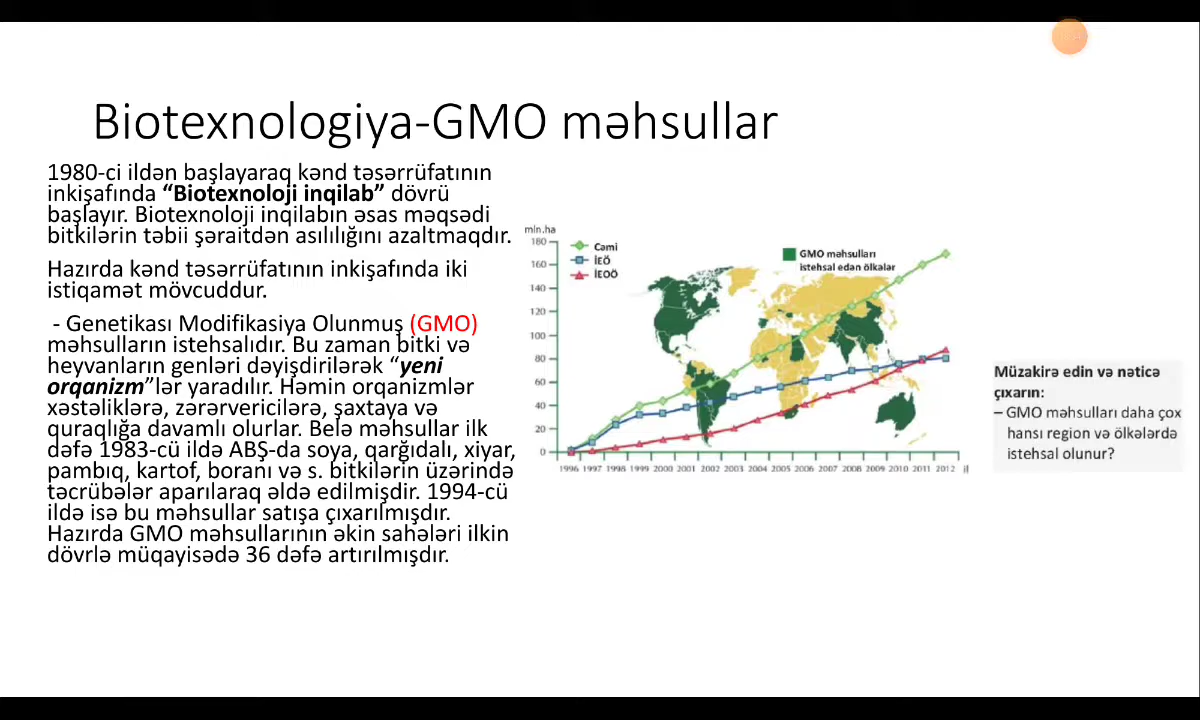 Biotexnologiya-GMO məhsullar
1980-ci ildən başlayaraq kənd təsərrüfatının
inkişafında “Biotexnoloji inqilab” dövrü
başlayır. Biotexnoloji inqilabın əsas məqsədi
bitkilərin təbii şəraitdən asılılığını azaltmaqdır.
Hazırda kənd təsərrüfatının inkişafında iki
istiqamət mövcuddur.
- Genetikası Modifikasiya Olunmuş (GMO)
məhsulların istehsalıdır. Bu zaman bitki və
heyvanların genləri dəyişdirilərək “yeni
orqanizm”lər yaradılır. Həmin orqanizmlər
xəstəliklərə, zərərvericilərə, şaxtaya və
quraqlığa davamlı olurlar. Belə məhsullar ilk
dəfə 1983-cü ildə ABŞ-da soya, qarğıdalı, xiyar,
pambıq, kartof, boranı və s. bitkilərin üzərində
təcrübələr aparılaraq əldə edilmişdir. 1994-cü
ildə isə bu məhsullar satışa çıxarılmışdır.
Hazırda GMO məhsullarının əkin sahələri ilkin
dövrlə müqayisədə 36 dəfə artırılmışdır.
mln.ha
180
160
140
120
100
80
60
40
20
0
Cəmi
İEÖ
İEOÖ
GMO məhsulları
istehsal edən ölkələr
1996 1997 1998 1999 2000 2001 2002 2003 2004 2005 2006 2007 2008 2009 2010 2011 2012 il
Müzakirə edin və nəticə
çıxarın:
– GMO məhsulları daha çox
hansı region və ölkələrdə
istehsal olunur?